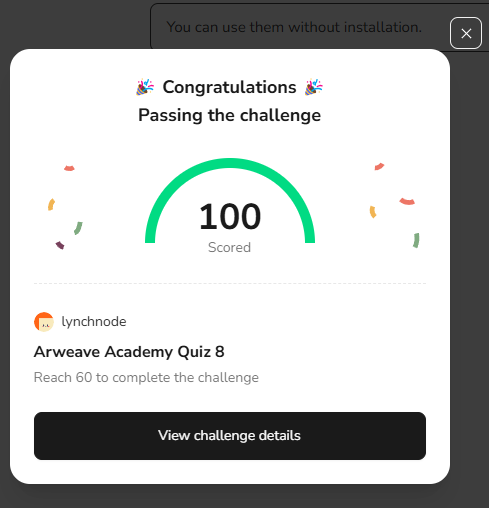 You can use them without installation.
Congratulations
Passing the challenge
100
Scored
lynchnode
Arweave Academy Quiz 8
Reach 60 to complete the challenge
View challenge details